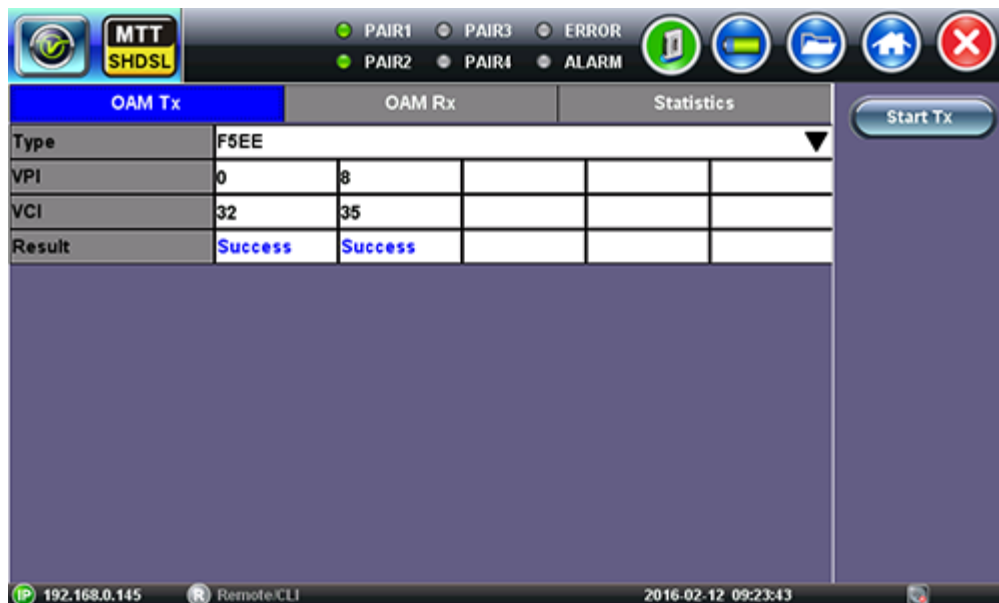 MTT
SHDSL
PAIR1 PAIR3 ERROR
PAIR2 PAIR4 ALARM
OAM Tx OAM Rx Statistics
Start Tx
Type F5EE
VPI 0 8
VCI 32 35
Result Success Success
IP 192.168.0.145 R Remote/CLI 2016-02-12 09:23:43